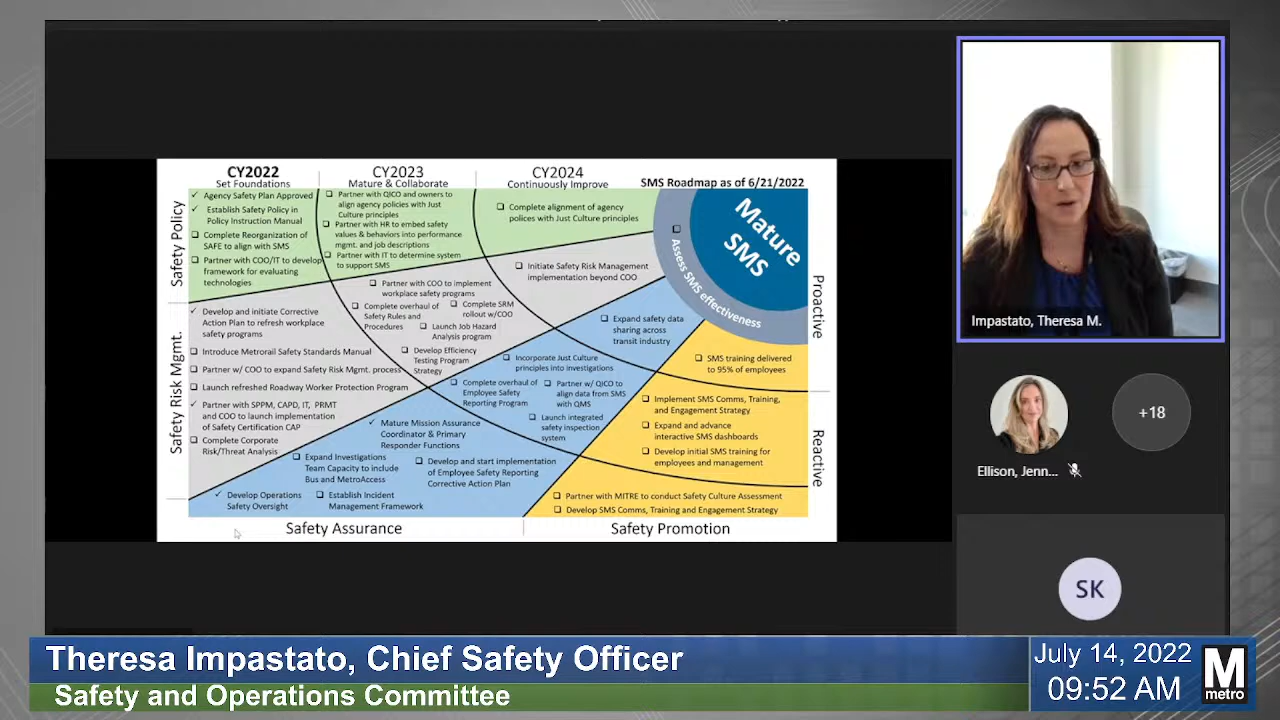 CY2022
Set Foundations
CY2023
Mature & Collaborate
CY2024
Continuously Improve
SMS Roadmap as of 6/21/2022
Safety Policy
✓ Agency Safety Plan Approved
✓ Establish Safety Policy in
Policy Instruction Manual
❑ Complete Reorganization of
SAFE to align with SMS
❑ Partner with COO/IT to develop
framework for evaluating
technologies
❑ Partner with QICO and owners to
align agency policies with Just
Culture principles
❑ Partner with HR to embed safety
values & behaviors into performance
mgmt. and job descriptions
❑ Partner with IT to determine system
to support SMS
❑ Complete alignment of agency
polices with Just Culture principles
Safety Risk Mgmt.
✓ Develop and initiate Corrective
Action Plan to refresh workplace
safety programs
❑ Introduce Metrorail Safety Standards Manual
❑ Partner w/ COO to expand Safety Risk Mgmt. process
❑ Launch refreshed Roadway Worker Protection Program
✓ Partner with SPPM, CAPD, IT, PRMT
and COO to launch implementation
of Safety Certification CAP
❑ Complete Corporate
Risk/Threat Analysis
❑ Partner with COO to implement
workplace safety programs
❑ Complete overhaul of
Safety Rules and
Procedures
❑ Complete SRM
rollout w/COO
❑ Launch Job Hazard
Analysis program
❑ Develop Efficiency
Testing Program
Strategy
❑ Initiate Safety Risk Management
implementation beyond COO
Safety Assurance
✓ Develop Operations
Safety Oversight
❑ Expand Investigations
Team Capacity to include
Bus and MetroAccess
❑ Establish Incident
Management Framework
✓ Mature Mission Assurance
Coordinator & Primary
Responder Functions
❑ Develop and start implementation
of Employee Safety Reporting
Corrective Action Plan
❑ Complete overhaul of
Employee Safety
Reporting Program
❑ Incorporate Just Culture
principles into investigations
❑ Partner w/ QICO to
align data from SMS
with QMS
❑ Launch integrated
safety inspection
system
❑ Expand safety data
sharing across
transit industry
Safety Promotion
❑ Partner with MITRE to conduct Safety Culture Assessment
❑ Develop SMS Comms, Training and Engagement Strategy
❑ Implement SMS Comms, Training,
and Engagement Strategy
❑ Expand and advance
interactive SMS dashboards
❑ Develop initial SMS training for
employees and management
❑ SMS training delivered
to 95% of employees
❑ Assess SMS effectiveness
Mature
SMS
Proactive
Reactive
Impastato, Theresa M.
Ellison, Jenn...
+18
SK
Theresa Impastato, Chief Safety Officer
Safety and Operations Committee
July 14, 2022
09:52 AM
M
metro